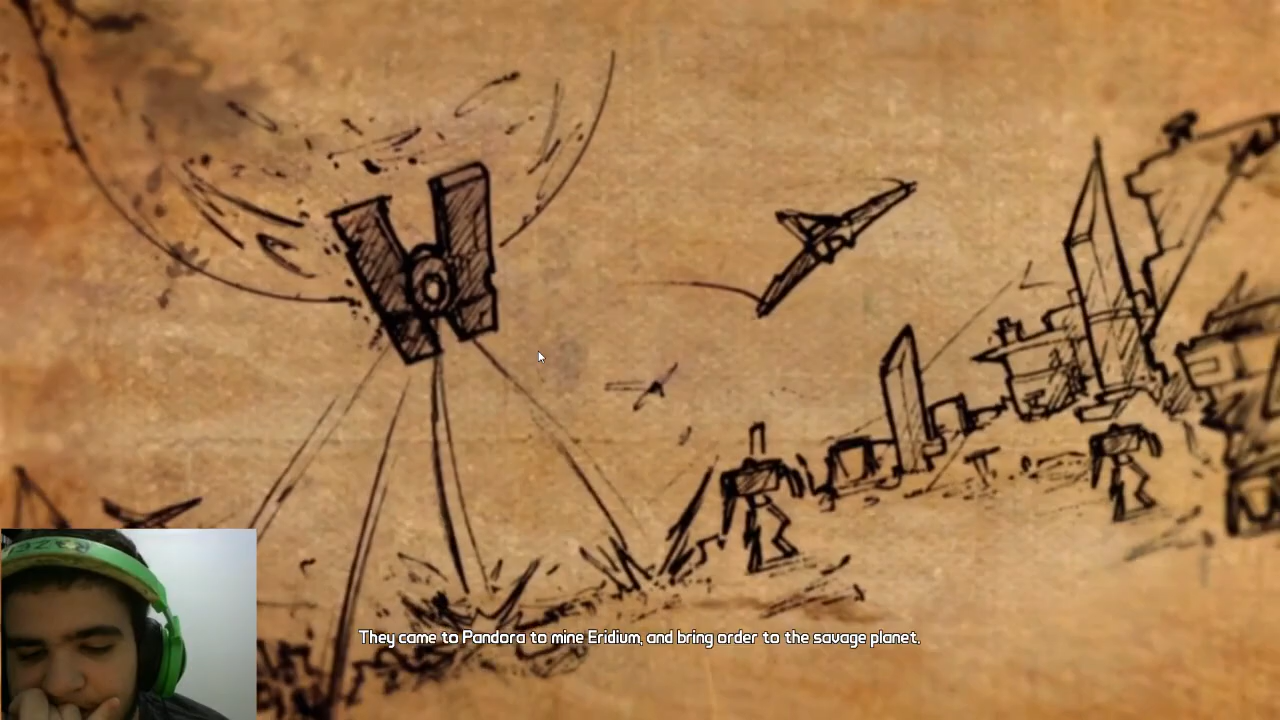 They came to Pandora to mine Eridium, and bring order to the savage planet.